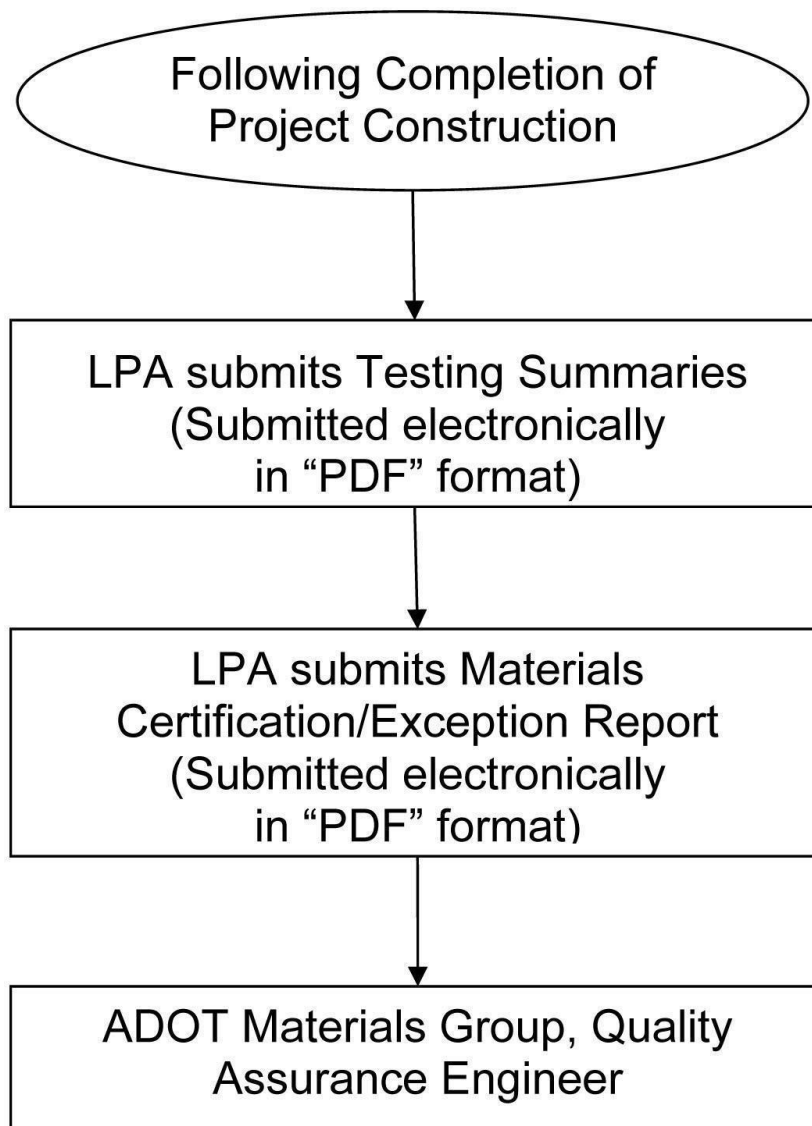 Following Completion of
Project Construction
LPA submits Testing Summaries
(Submitted electronically
in “PDF” format)
LPA submits Materials
Certification/Exception Report
(Submitted electronically
in “PDF” format)
ADOT Materials Group, Quality
Assurance Engineer